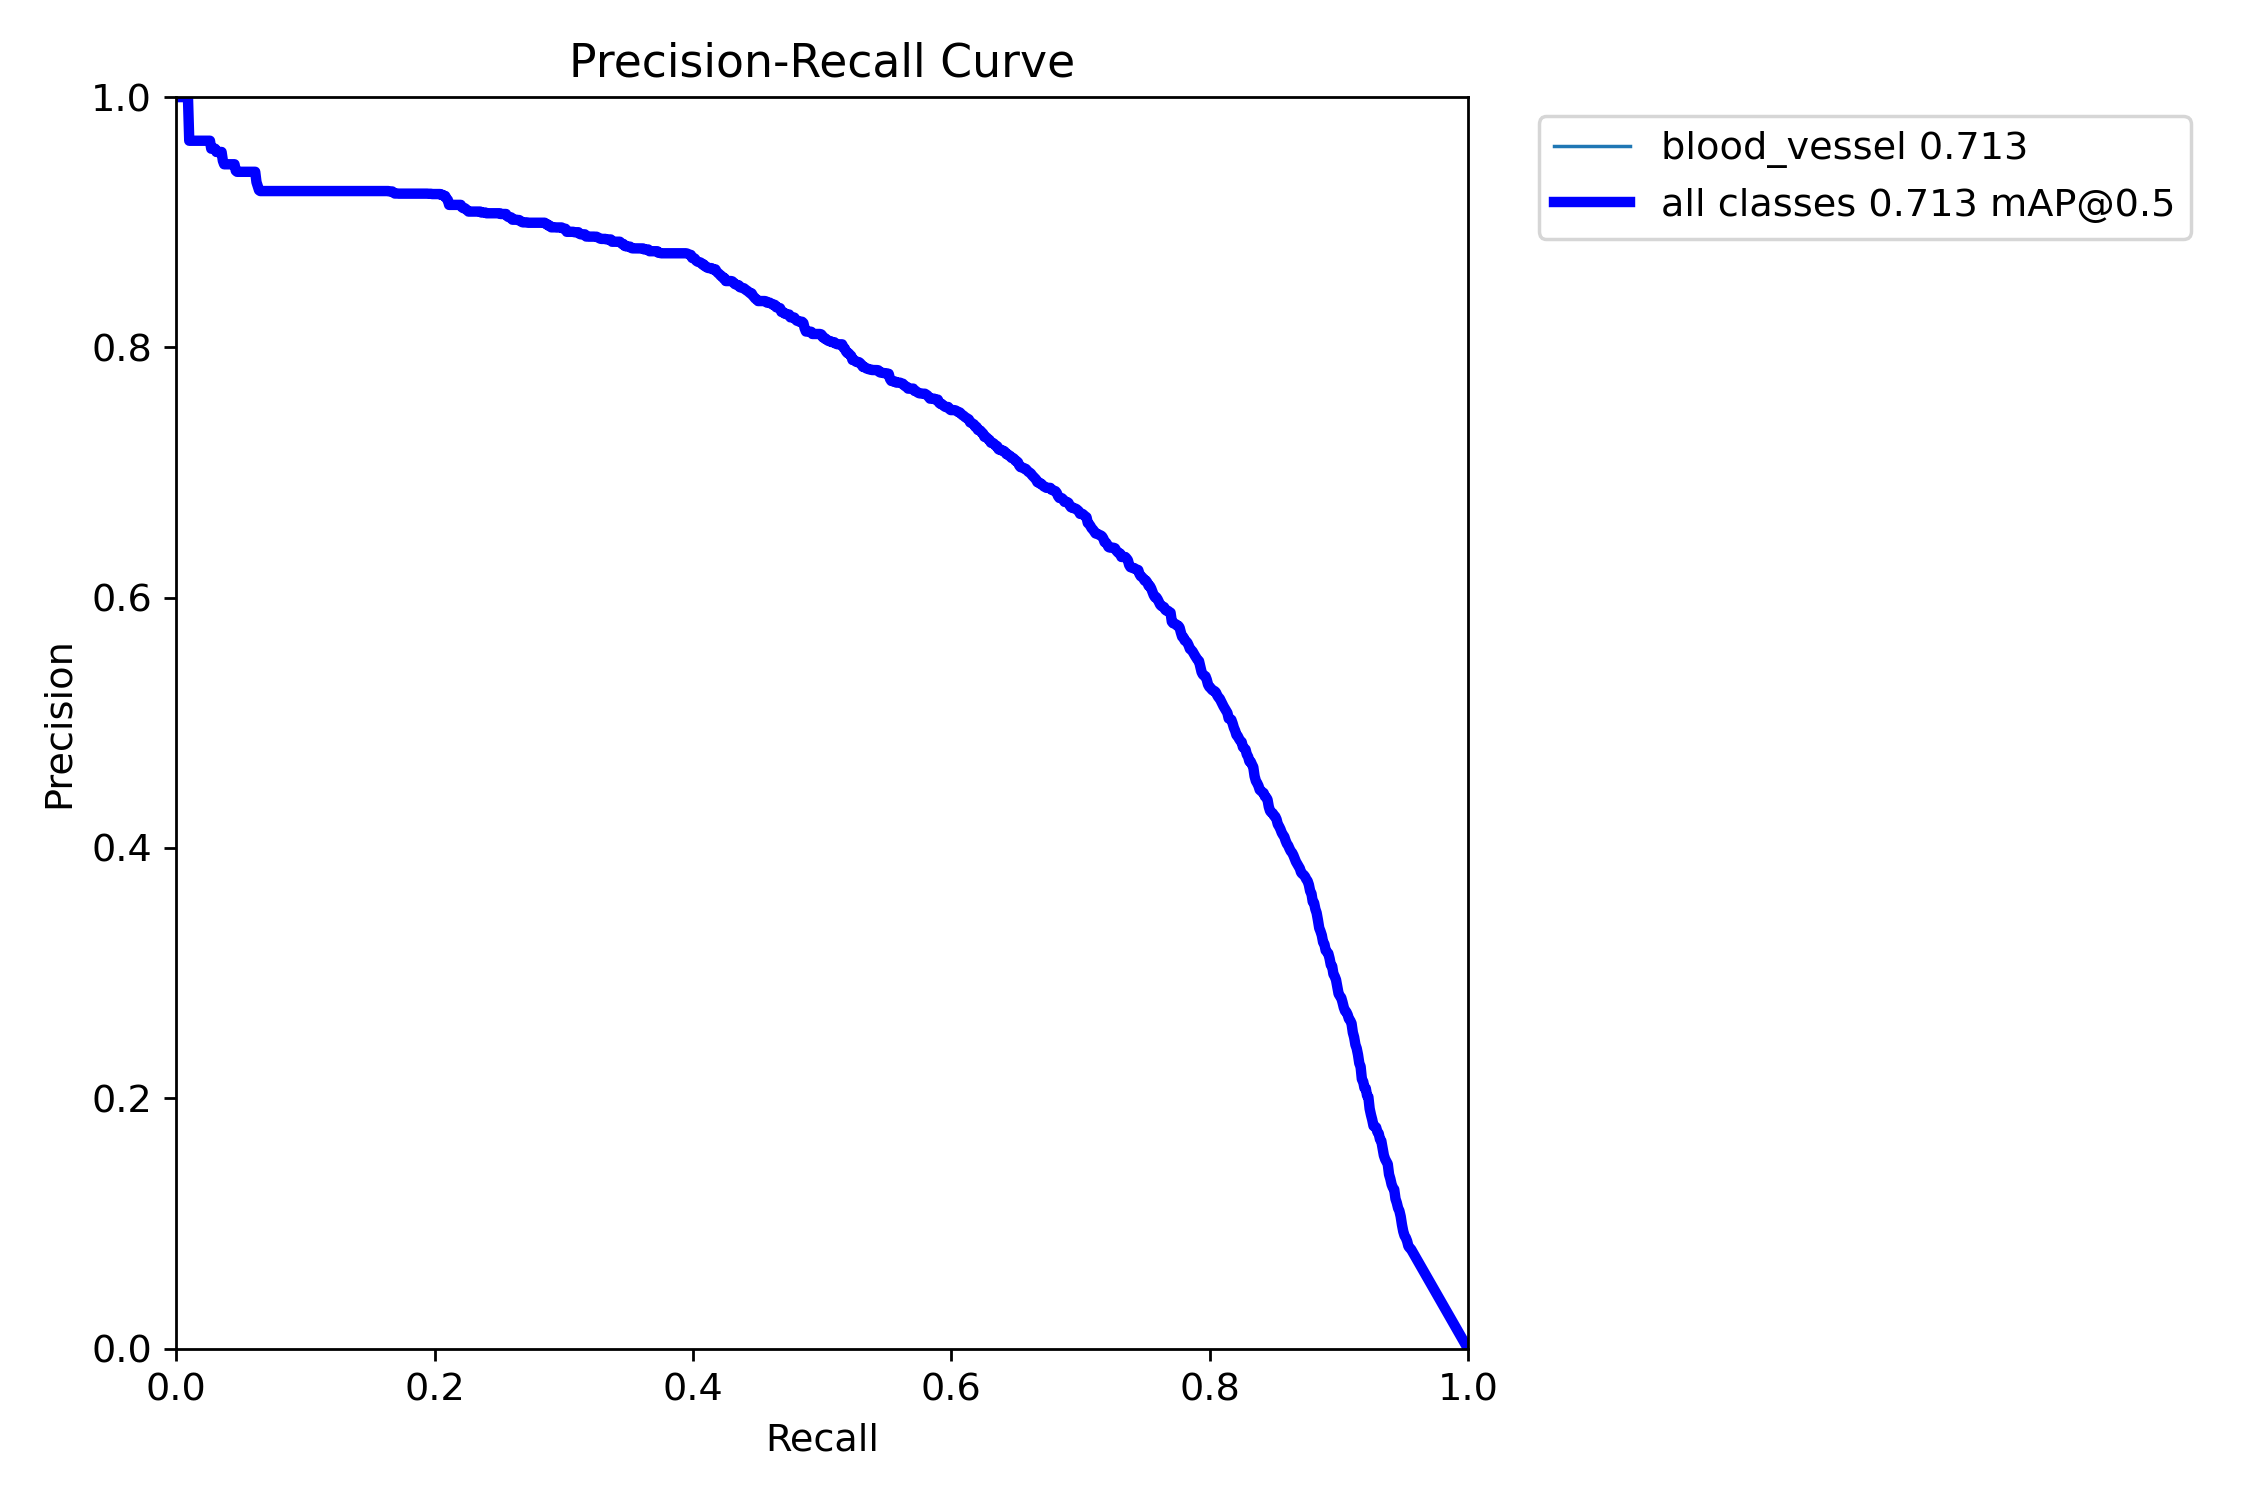 Precision-Recall Curve
1.0
0.8
0.6
0.4
0.2
0.0
Precision
0.0 0.2 0.4 0.6 0.8 1.0
Recall
blood_vessel 0.713
all classes 0.713 mAP@0.5